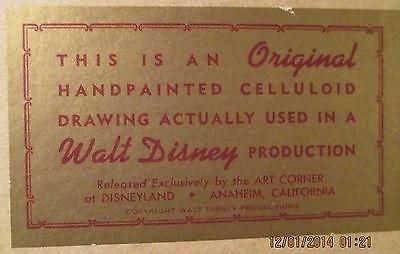 THIS IS AN Original
HANDPAINTED CELLULOID
DRAWING ACTUALLY USED IN A
Walt Disney PRODUCTION
Released Exclusively by the ART CORNER
of DISNEYLAND • ANAHEIM, CALIFORNIA
COPYRIGHT WALT DISNEY PRODUCTIONS
12/01/2014 01:21